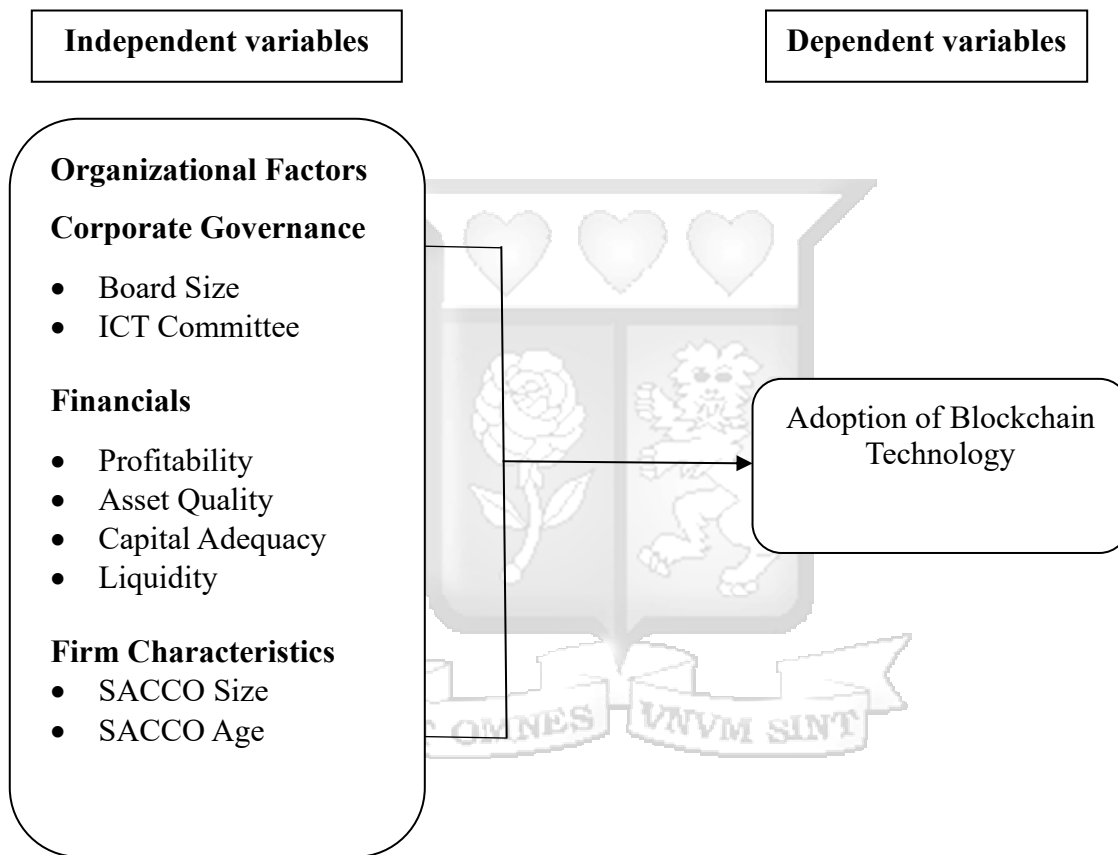 Independent variables
Dependent variables
Organizational Factors
Corporate Governance
• Board Size
• ICT Committee
Financials
• Profitability
• Asset Quality
• Capital Adequacy
• Liquidity
Firm Characteristics
• SACCO Size
• SACCO Age
Adoption of Blockchain
Technology
OMNES VNVM SINT